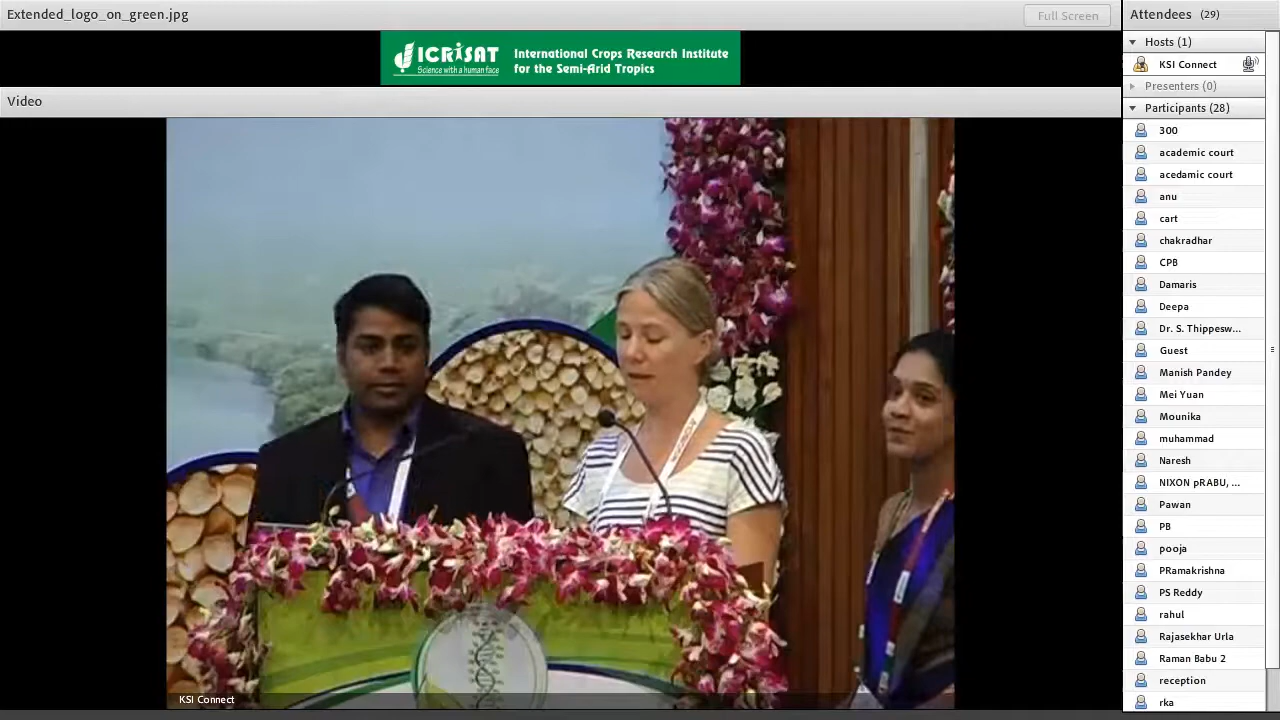 Extended_logo_on_green.jpg
Full Screen
ICRISAT
Science with a human face
International Crops Research Institute
for the Semi-Arid Tropics
Video
KSI Connect
Attendees (29)
Hosts (1)
KSI Connect
Presenters (0)
Participants (28)
300
academic court
acedamic court
anu
cart
chakradhar
CPB
Damaris
Deepa
Dr. S. Thippesw...
Guest
Manish Pandey
Mei Yuan
Mounika
muhammad
Naresh
NIXON pRABU, ...
Pawan
PB
pooja
PRamakrishna
PS Reddy
rahul
Rajasekhar Urla
Raman Babu 2
reception
rka